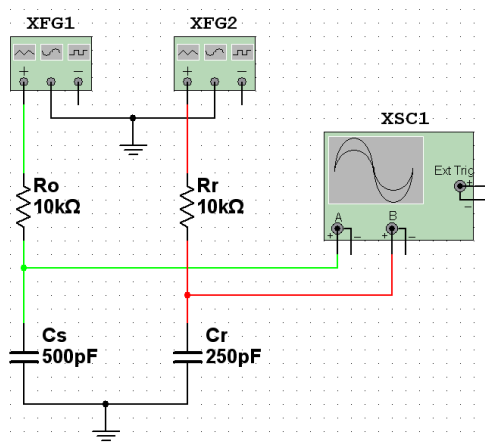 XFG1 XFG2
+ − + −
XSC1
Ext Trig
+
−
A B
+ − + −
Ro
10kΩ
Rr
10kΩ
Cs
500pF
Cr
250pF